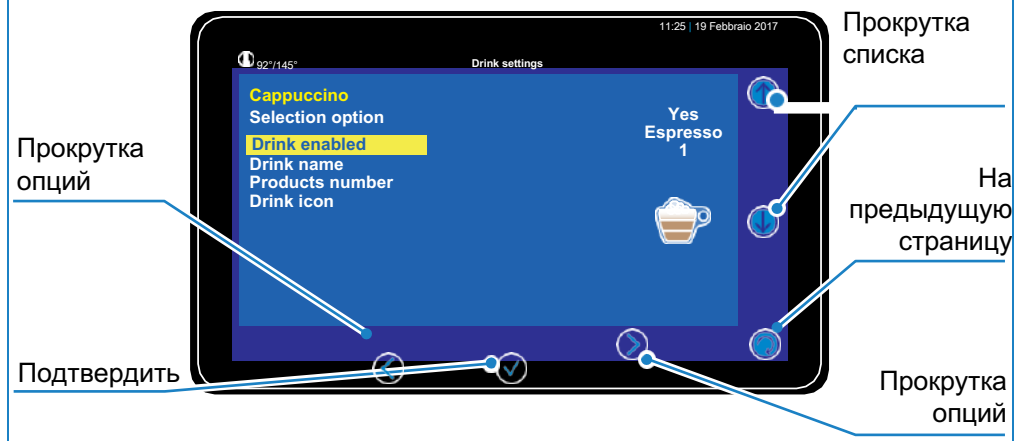 11:25 | 19 Febbraio 2017
92°/145°
Drink settings
Cappuccino
Selection option
Drink enabled
Drink name
Products number
Drink icon
Yes
Espresso
1
Прокрутка
списка
Прокрутка
опций
На
предыдущую
страницу
Подтвердить
Прокрутка
опций